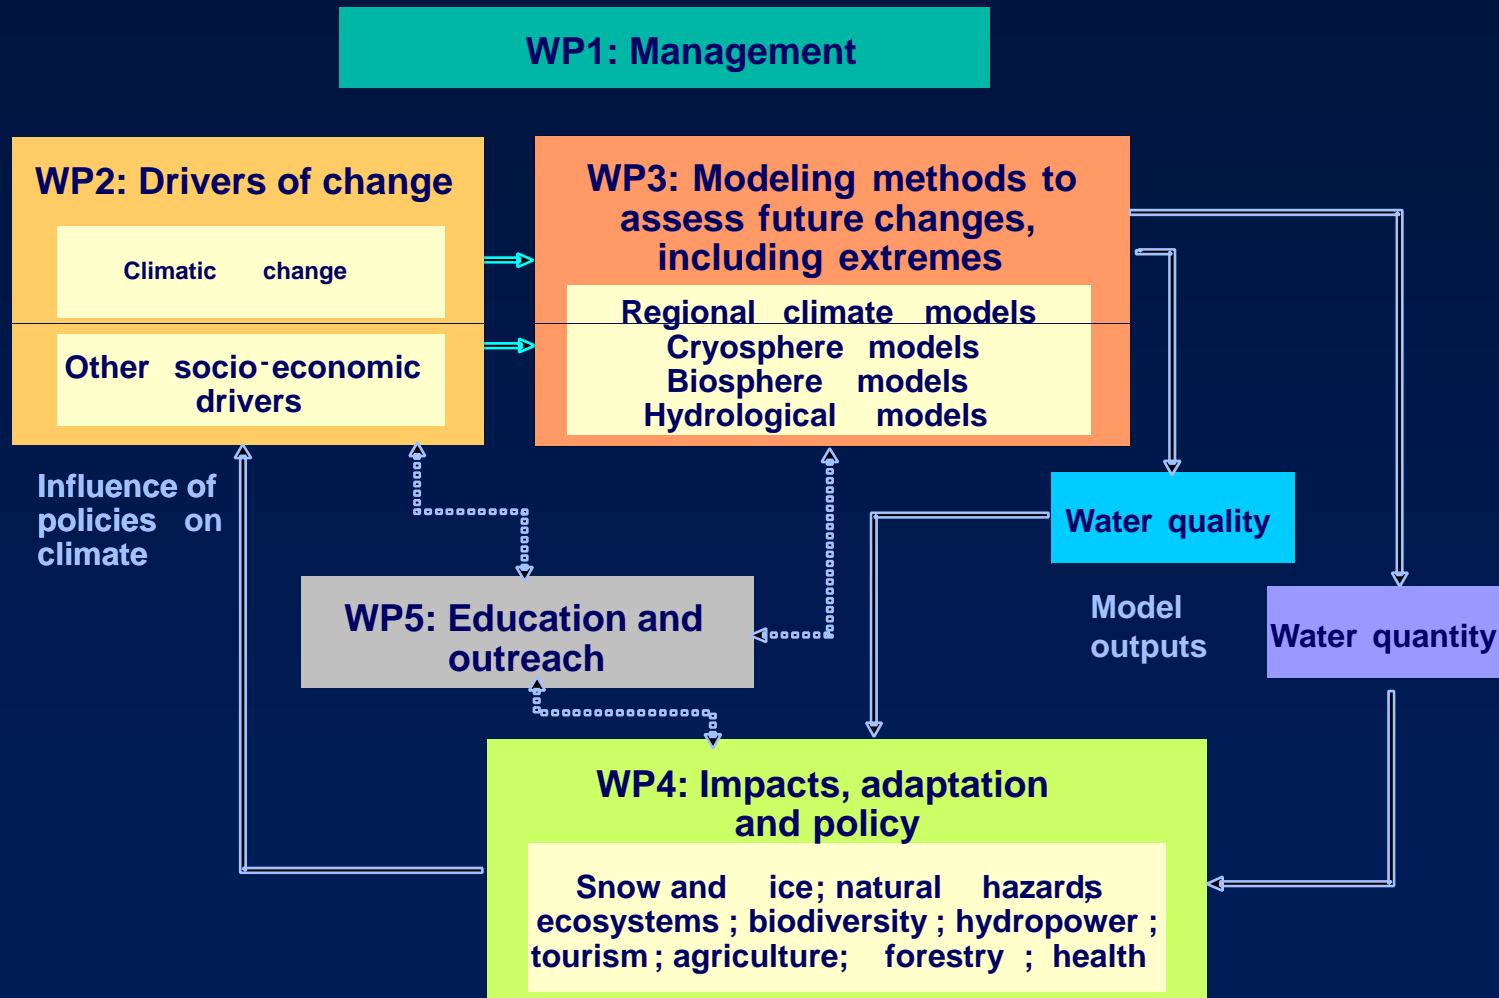 WP1: Management
WP2: Drivers of change
Climatic change
Other socio-economic
drivers
WP3: Modeling methods to
assess future changes,
including extremes
Regional climate models
Cryosphere models
Biosphere models
Hydrological models
Influence of
policies on
climate
Water quality
Model
outputs
Water quantity
WP5: Education and
outreach
WP4: Impacts, adaptation
and policy
Snow and ice; natural hazards;
ecosystems ; biodiversity ; hydropower ;
tourism ; agriculture; forestry ; health